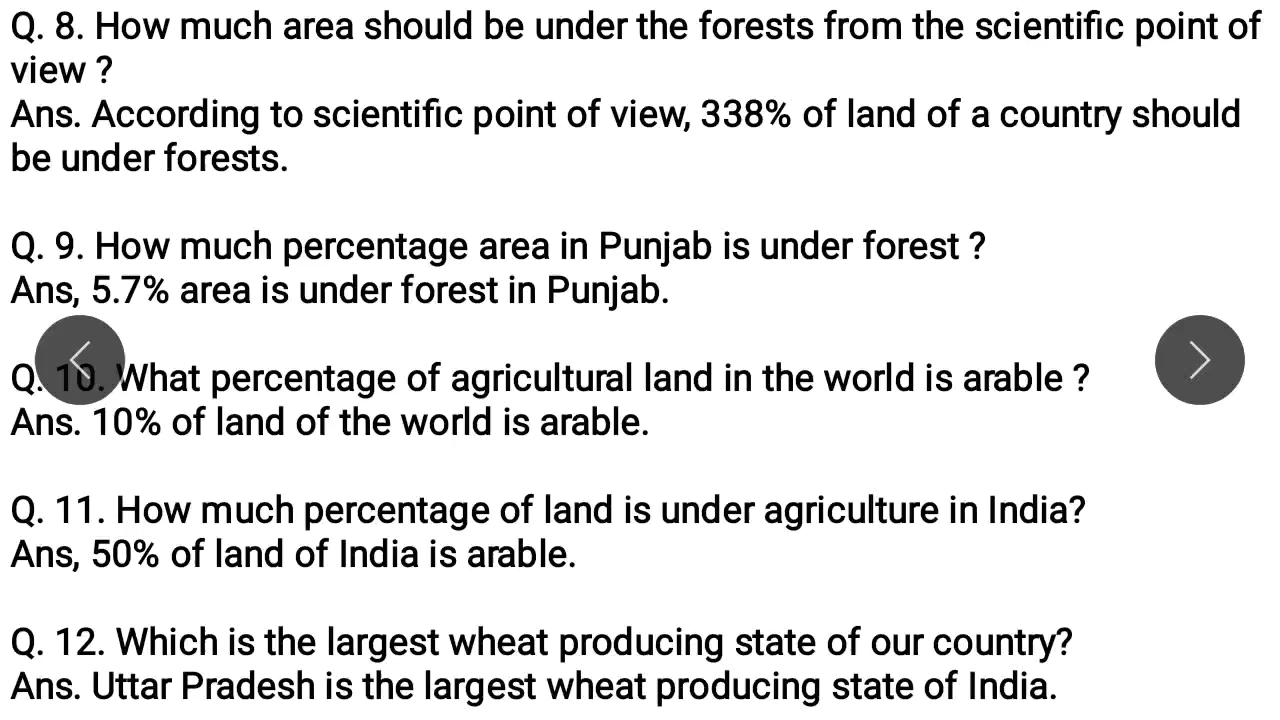 Q. 8. How much area should be under the forests from the scientific point of
view ?
Ans. According to scientific point of view, 338% of land of a country should
be under forests.
Q. 9. How much percentage area in Punjab is under forest ?
Ans, 5.7% area is under forest in Punjab.
Q. 10. What percentage of agricultural land in the world is arable ?
Ans. 10% of land of the world is arable.
Q. 11. How much percentage of land is under agriculture in India?
Ans, 50% of land of India is arable.
Q. 12. Which is the largest wheat producing state of our country?
Ans. Uttar Pradesh is the largest wheat producing state of India.